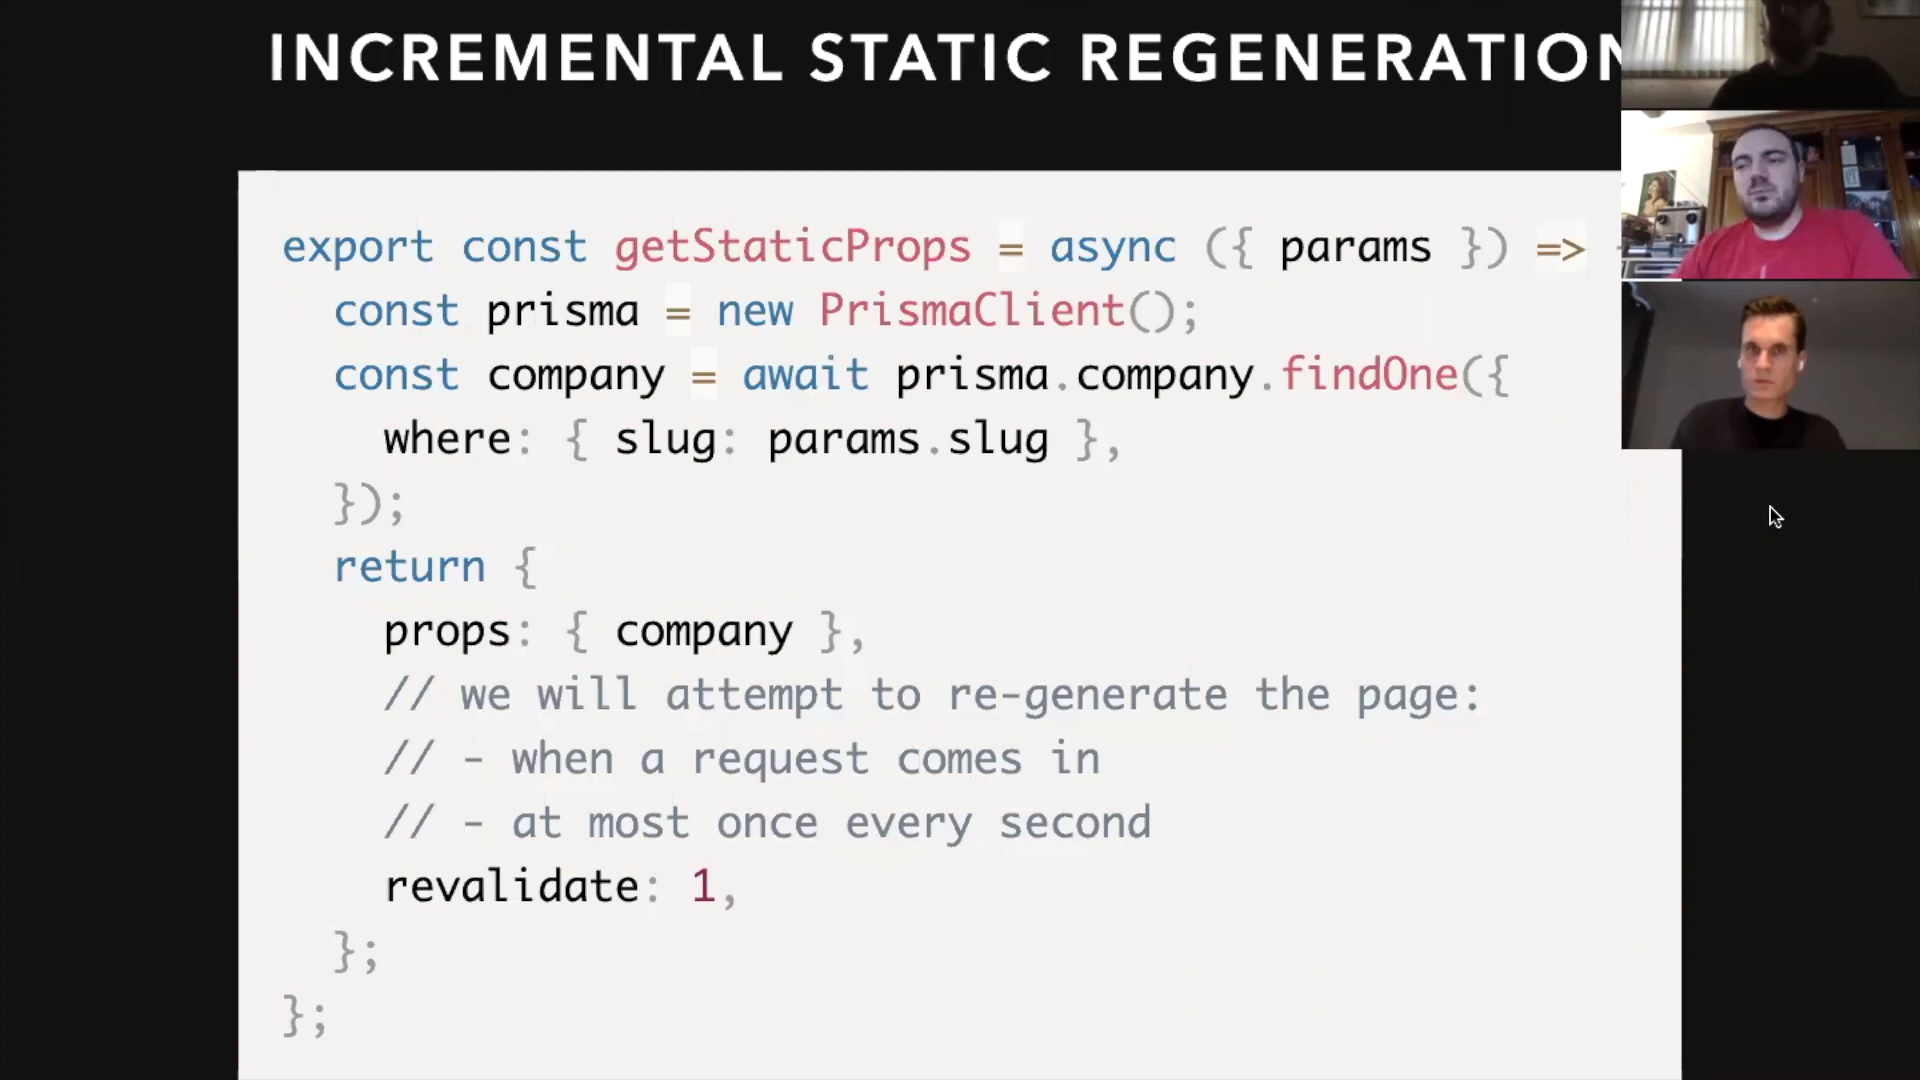 INCREMENTAL STATIC REGENERATION
export const getStaticProps = async ({ params }) =>
const prisma = new PrismaClient();
const company = await prisma.company.findOne({
where: { slug: params.slug },
});
return {
props: { company },
// we will attempt to re-generate the page:
// - when a request comes in
// - at most once every second
revalidate: 1,
};
};